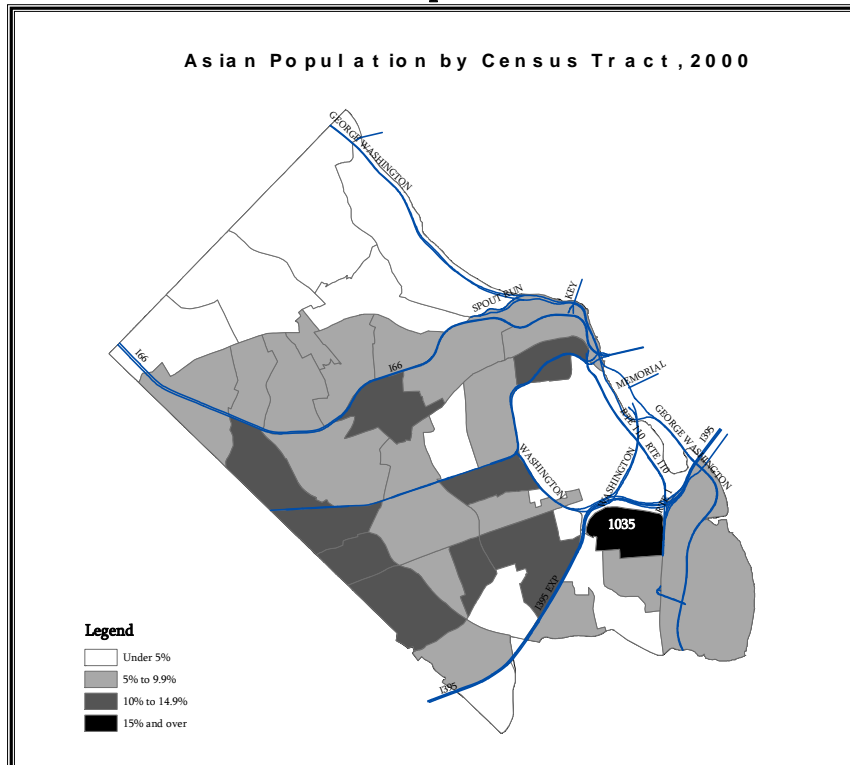 Asian Population by Census Tract, 2000
GEORGE WASHINGTON
SPOUT RUN
KEY
I66
I66
MEMORIAL
RTE 110
RTE 110
GEORGE WASHINGTON
I395
WASHINGTON
WASHINGTON
1035
I395 EXP
I395
Legend
Under 5%
5% to 9.9%
10% to 14.9%
15% and over